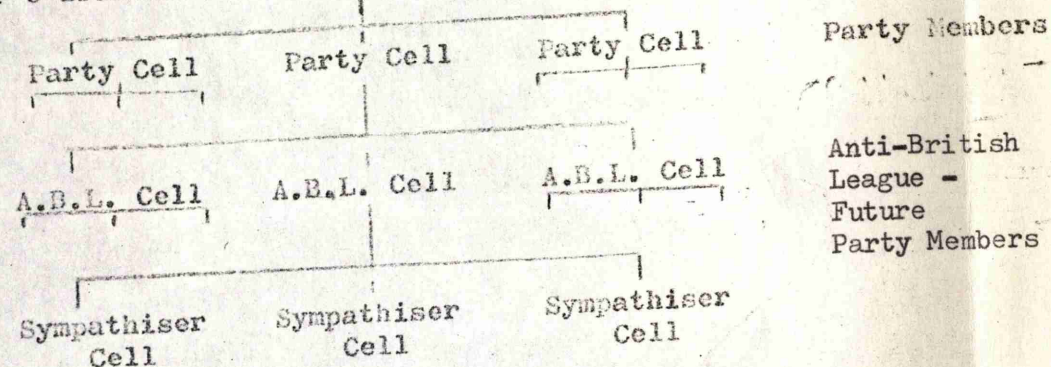 Party Cell Party Cell Party Cell Party Members
A.B.L. Cell A.B.L. Cell A.B.L. Cell
Anti-British
League -
Future
Party Members
Sympathiser Cell
Sympathiser Cell
Sympathiser Cell